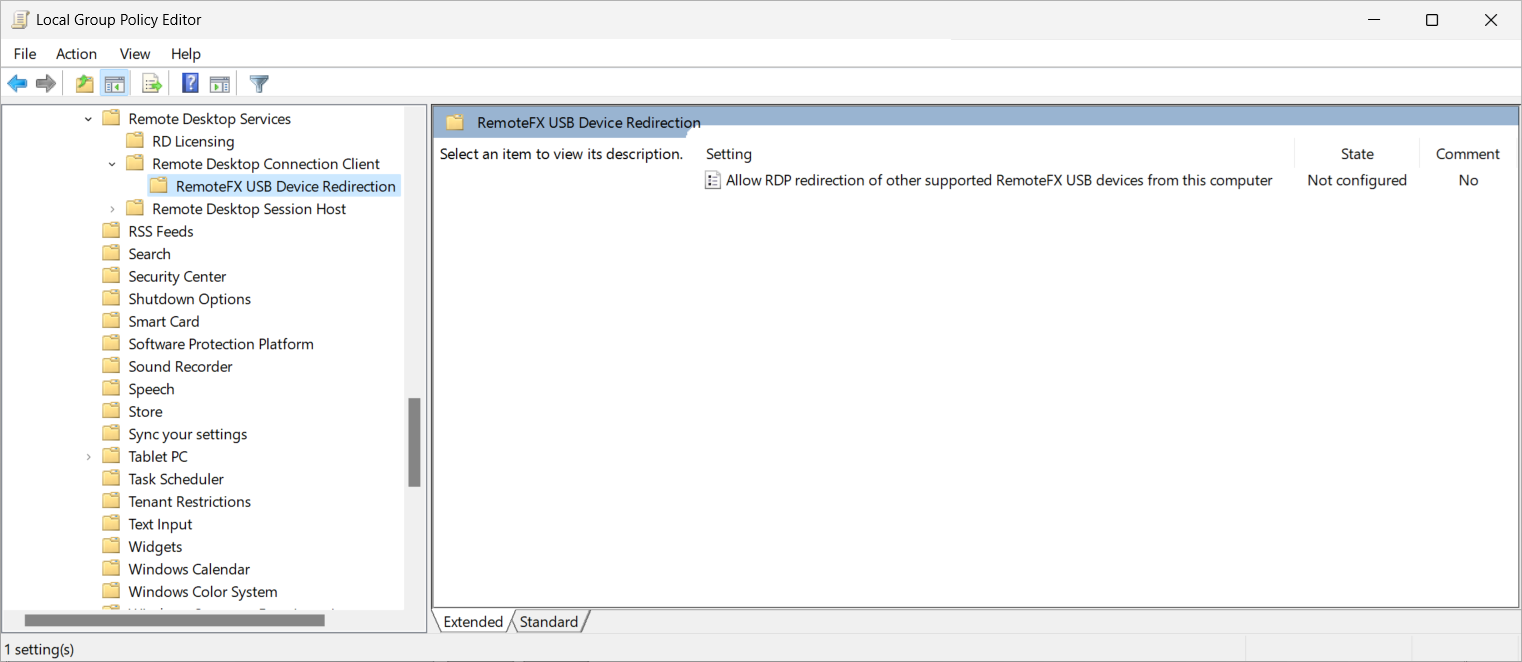 Local Group Policy Editor
File Action View Help
Remote Desktop Services
RD Licensing
Remote Desktop Connection Client
RemoteFX USB Device Redirection
Remote Desktop Session Host
RSS Feeds
Search
Security Center
Shutdown Options
Smart Card
Software Protection Platform
Sound Recorder
Speech
Store
Sync your settings
Tablet PC
Task Scheduler
Tenant Restrictions
Text Input
Widgets
Windows Calendar
Windows Color System
RemoteFX USB Device Redirection
Select an item to view its description.
Setting State Comment
Allow RDP redirection of other supported RemoteFX USB devices from this computer Not configured No
Extended Standard
1 setting(s)